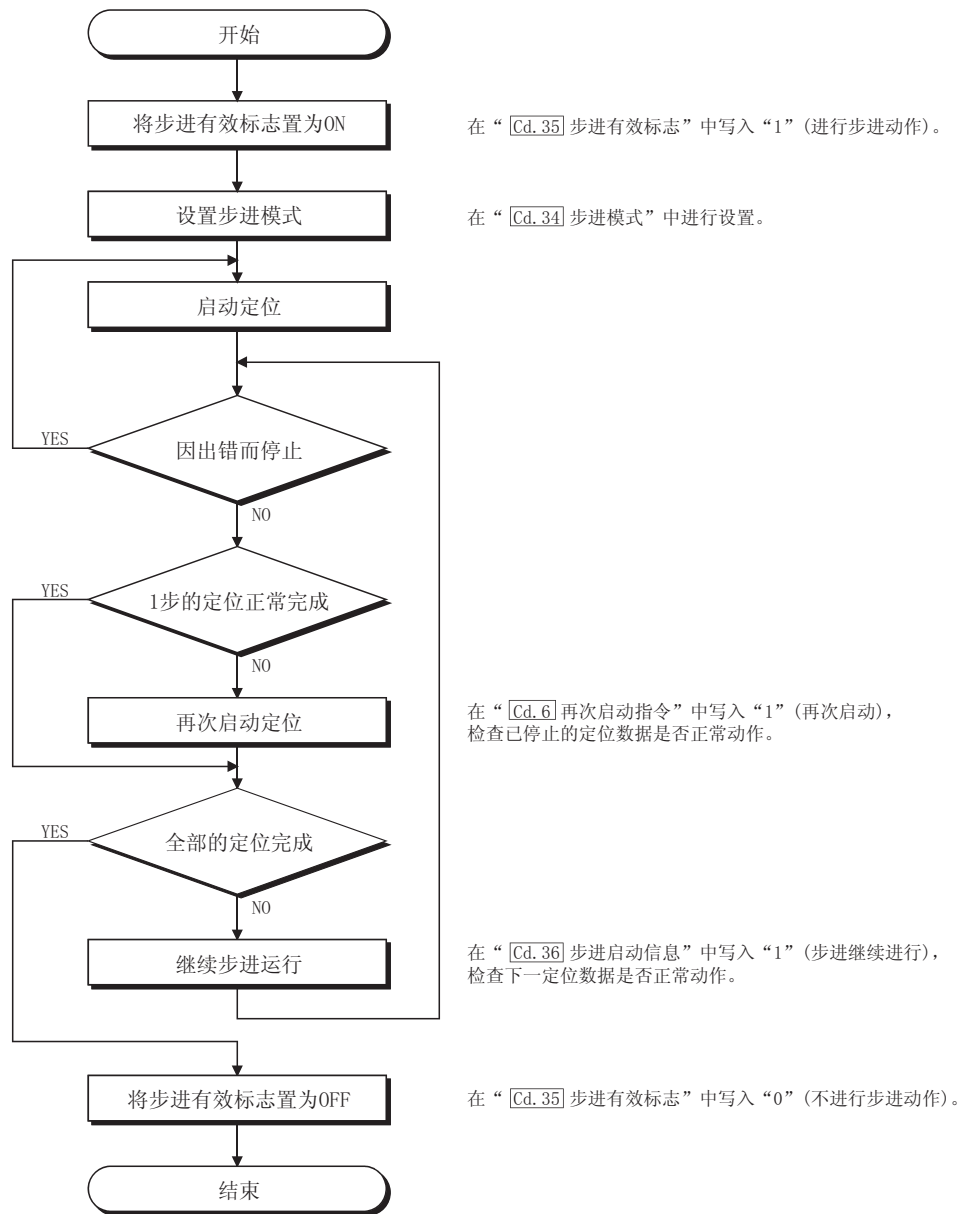 开始
将步进有效标志置为ON
在“ Cd.35 步进有效标志”中写入“1”(进行步进动作)。
设置步进模式
在“ Cd.34 步进模式”中进行设置。
启动定位
YES
因出错而停止
NO
YES
1步的定位正常完成
NO
再次启动定位
在“ Cd.6 再次启动指令”中写入“1”(再次启动),
检查已停止的定位数据是否正常动作。
YES
全部的定位完成
NO
继续步进运行
在“ Cd.36 步进启动信息”中写入“1”(步进继续进行),
检查下一定位数据是否正常动作。
将步进有效标志置为OFF
在“ Cd.35 步进有效标志”中写入“0”(不进行步进动作)。
结束